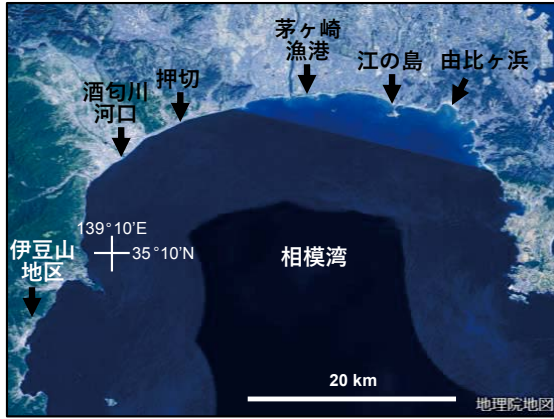 茅ヶ崎
漁港
江の島
由比ヶ浜
押切
酒匂川
河口
139°10'E
35°10'N
伊豆山
地区
相模湾
20 km
地理院地図